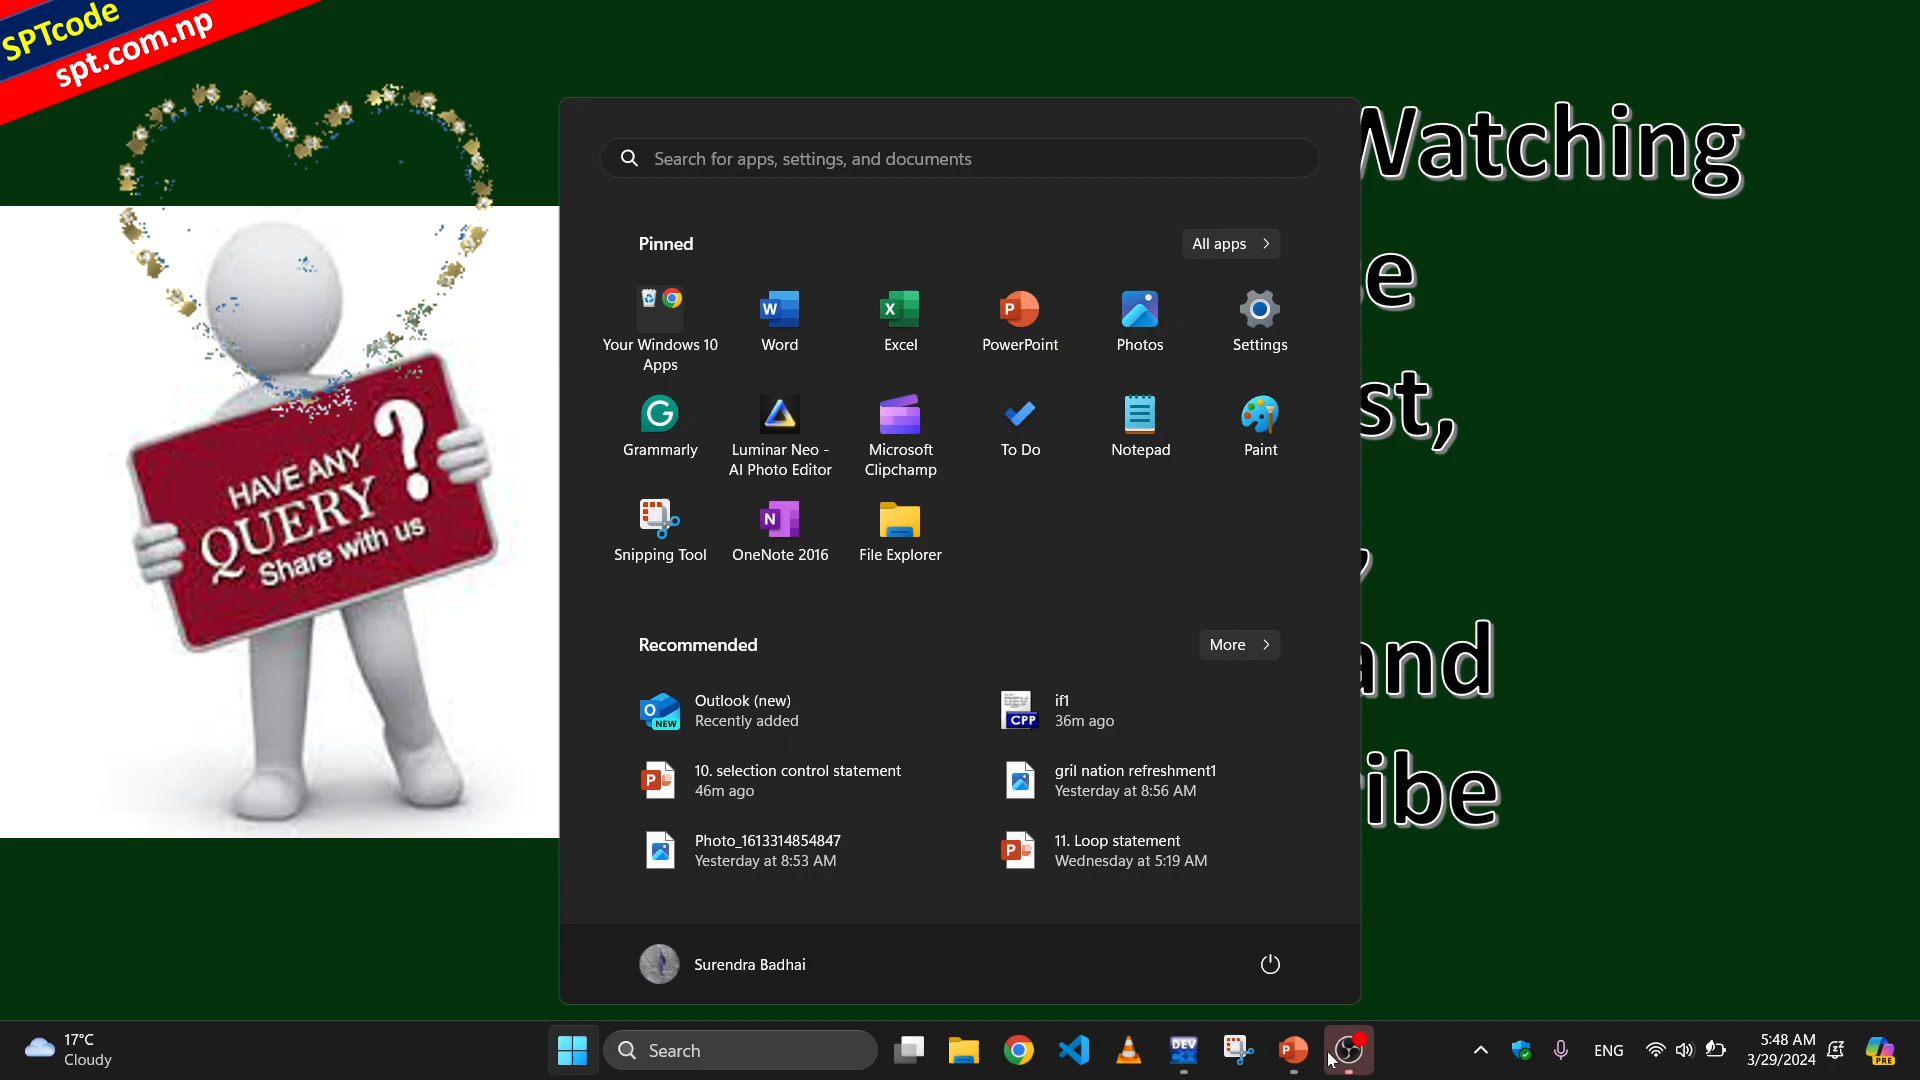 SPTcode
spt.com.np
Watching
e
st,
,
and
ribe
HAVE ANY
QUERY ?
Share with us
Search for apps, settings, and documents
Pinned
All apps
Your Windows 10
Apps
Word
Excel
PowerPoint
Photos
Settings
Grammarly
Luminar Neo -
AI Photo Editor
Microsoft
Clipchamp
To Do
Notepad
Paint
Snipping Tool
OneNote 2016
File Explorer
Recommended
More
Outlook (new)
Recently added
if1
36m ago
10. selection control statement
46m ago
gril nation refreshment1
Yesterday at 8:56 AM
Photo_1613314854847
Yesterday at 8:53 AM
11. Loop statement
Wednesday at 5:19 AM
Surendra Badhai
17°C
Cloudy
Search
DEV
ENG
5:48 AM
3/29/2024
PRE